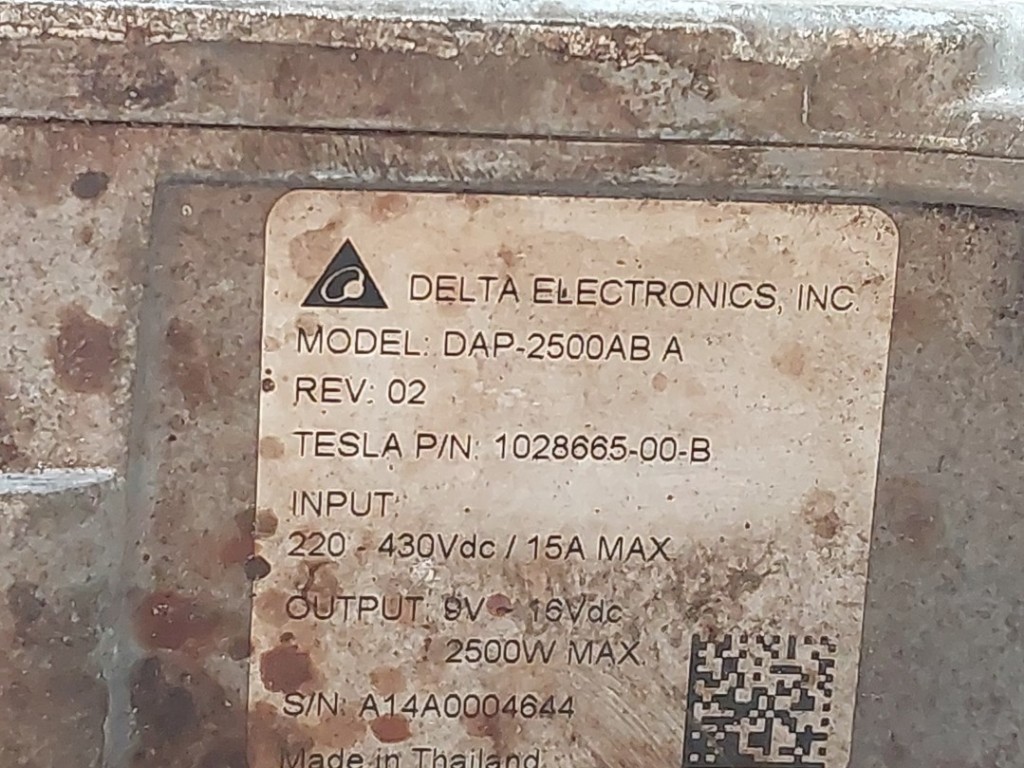 DELTA ELECTRONICS, INC.
MODEL: DAP-2500AB A
REV: 02
TESLA P/N: 1028665-00-B
INPUT:
220 - 430Vdc / 15A MAX
OUTPUT: 9V ~ 16Vdc
2500W MAX
S/N: A14A0004644
Made in Thailand